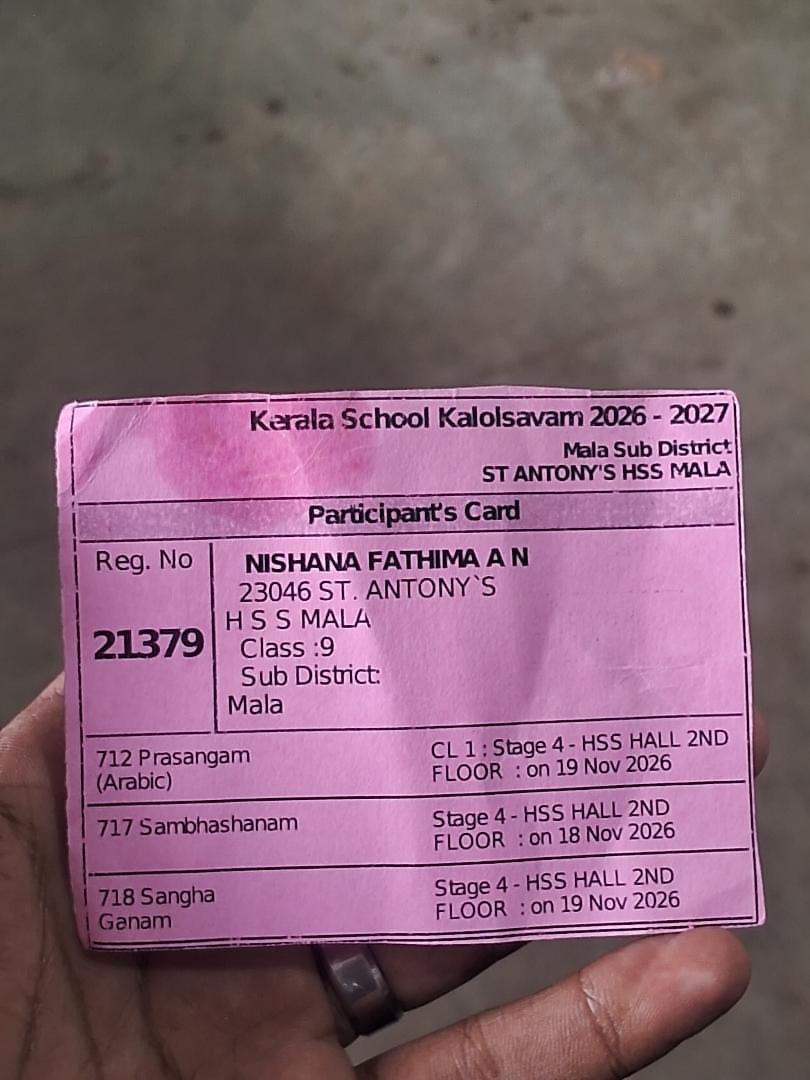 Kerala School Kalolsavam 2026 - 2027
Mala Sub District
ST ANTONY'S HSS MALA
Participant's Card
Reg. No
21379
NISHANA FATHIMA A N
23046 ST. ANTONY`S
H S S MALA
Class :9
Sub District:
Mala
712 Prasangam
(Arabic)
CL 1 : Stage 4 - HSS HALL 2ND
FLOOR : on 19 Nov 2026
717 Sambhashanam
Stage 4 - HSS HALL 2ND
FLOOR : on 18 Nov 2026
718 Sangha
Ganam
Stage 4 - HSS HALL 2ND
FLOOR : on 19 Nov 2026